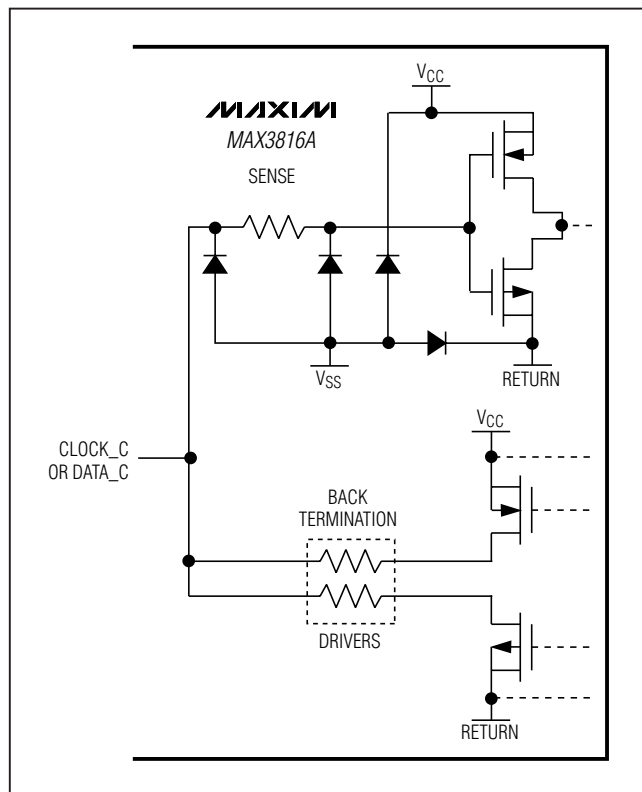 VCC
MAXIM
MAX3816A
SENSE
VSS
RETURN
VCC
CLOCK_C
OR DATA_C
BACK
TERMINATION
DRIVERS
RETURN